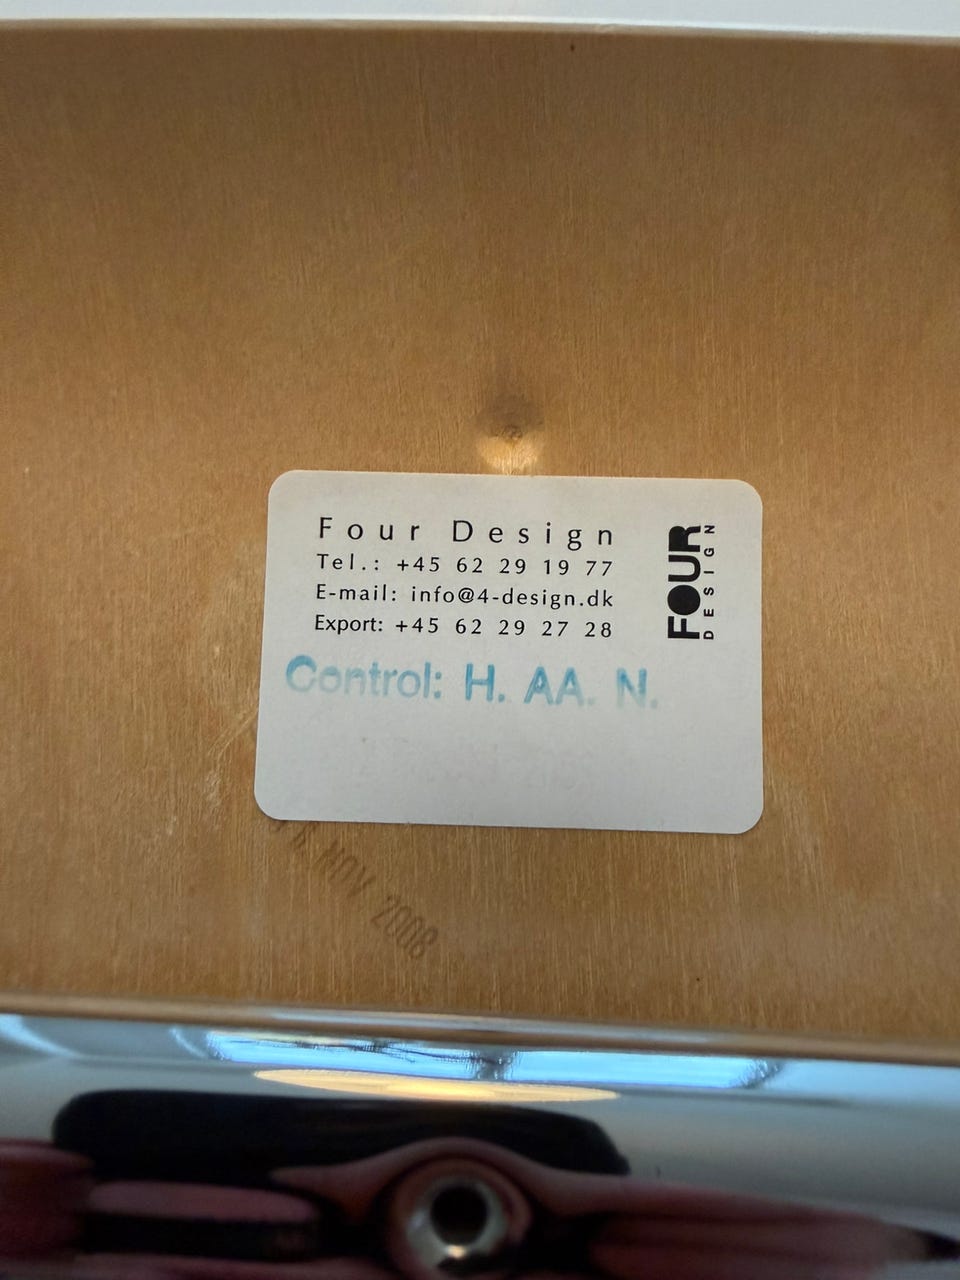 Four Design
Tel.: +45 62 29 19 77
E-mail: info@4-design.dk
Export: +45 62 29 27 28
FOUR
DESIGN
Control: H. AA. N.
NOV 2008